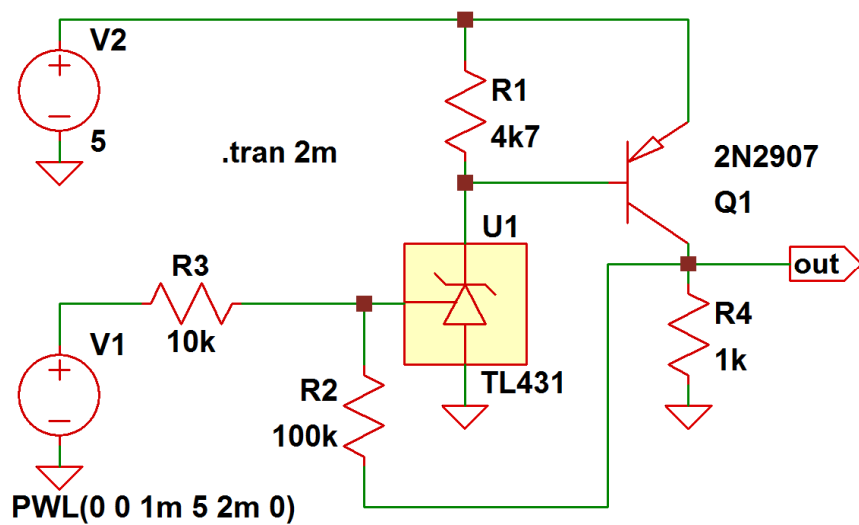 V2
5
.tran 2m
R1
4k7
2N2907
Q1
U1
TL431
out
R3
10k
V1
R2
100k
R4
1k
PWL(0 0 1m 5 2m 0)